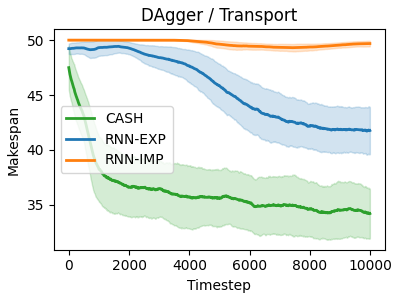 DAgger / Transport
Makespan
50
45
40
35
CASH
RNN-EXP
RNN-IMP
0
2000
4000
6000
8000
10000
Timestep